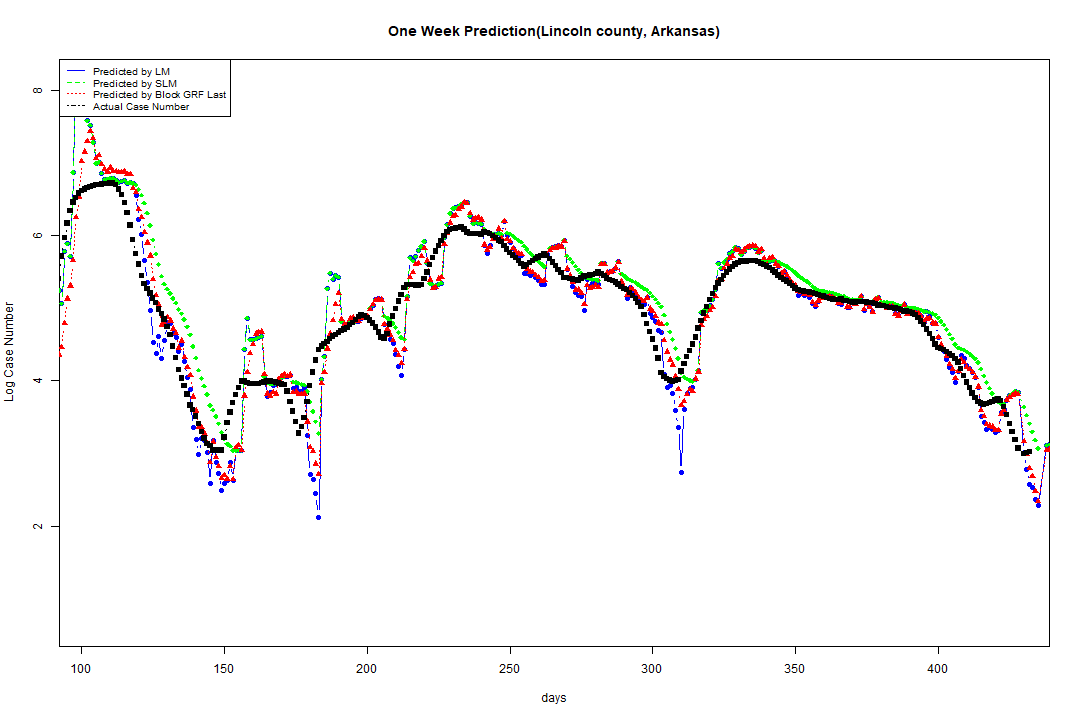 One Week Prediction(Lincoln county, Arkansas)
Predicted by LM
Predicted by SLM
Predicted by Block GRF Last
Actual Case Number
8
6
4
2
Log Case Number
100 150 200 250 300 350 400
days